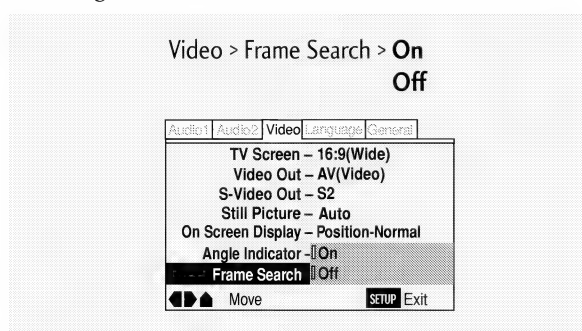 Video > Frame Search > On
Off
Audio1 Audio2 Video Language General
TV Screen – 16:9(Wide)
Video Out – AV(Video)
S-Video Out – S2
Still Picture – Auto
On Screen Display – Position-Normal
Angle Indicator – On
Frame Search Off
Move SETUP Exit